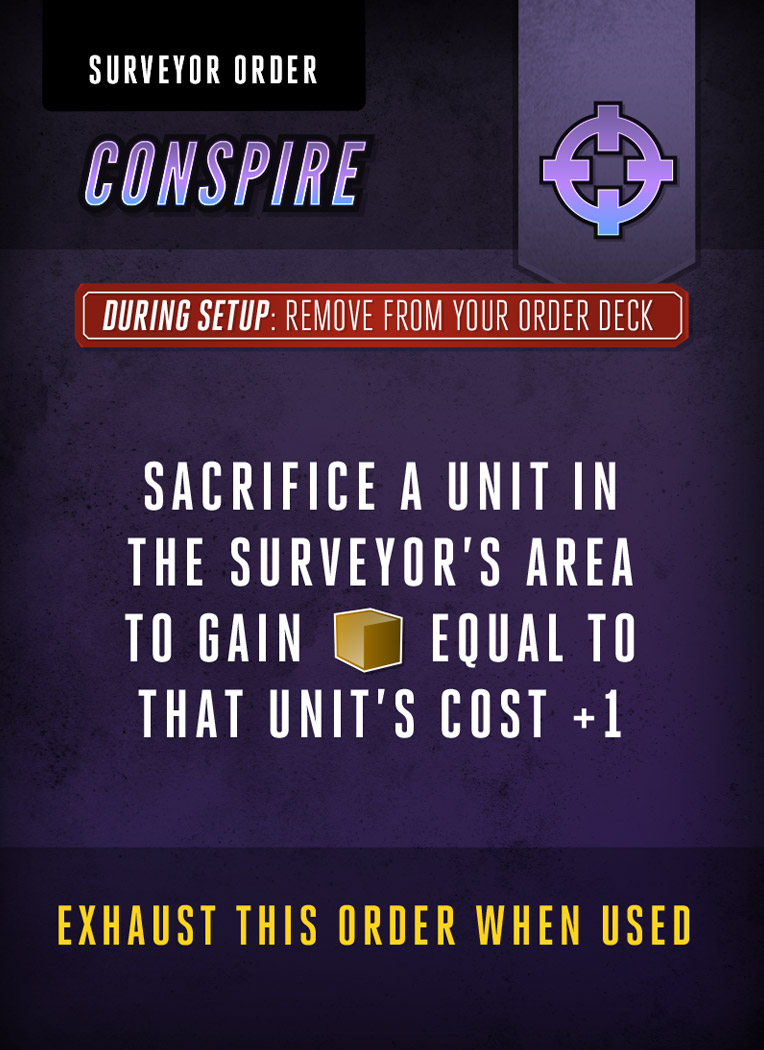 SURVEYOR ORDER
CONSPIRE
DURING SETUP: REMOVE FROM YOUR ORDER DECK
SACRIFICE A UNIT IN
THE SURVEYOR'S AREA
TO GAIN EQUAL TO
THAT UNIT'S COST +1
EXHAUST THIS ORDER WHEN USED